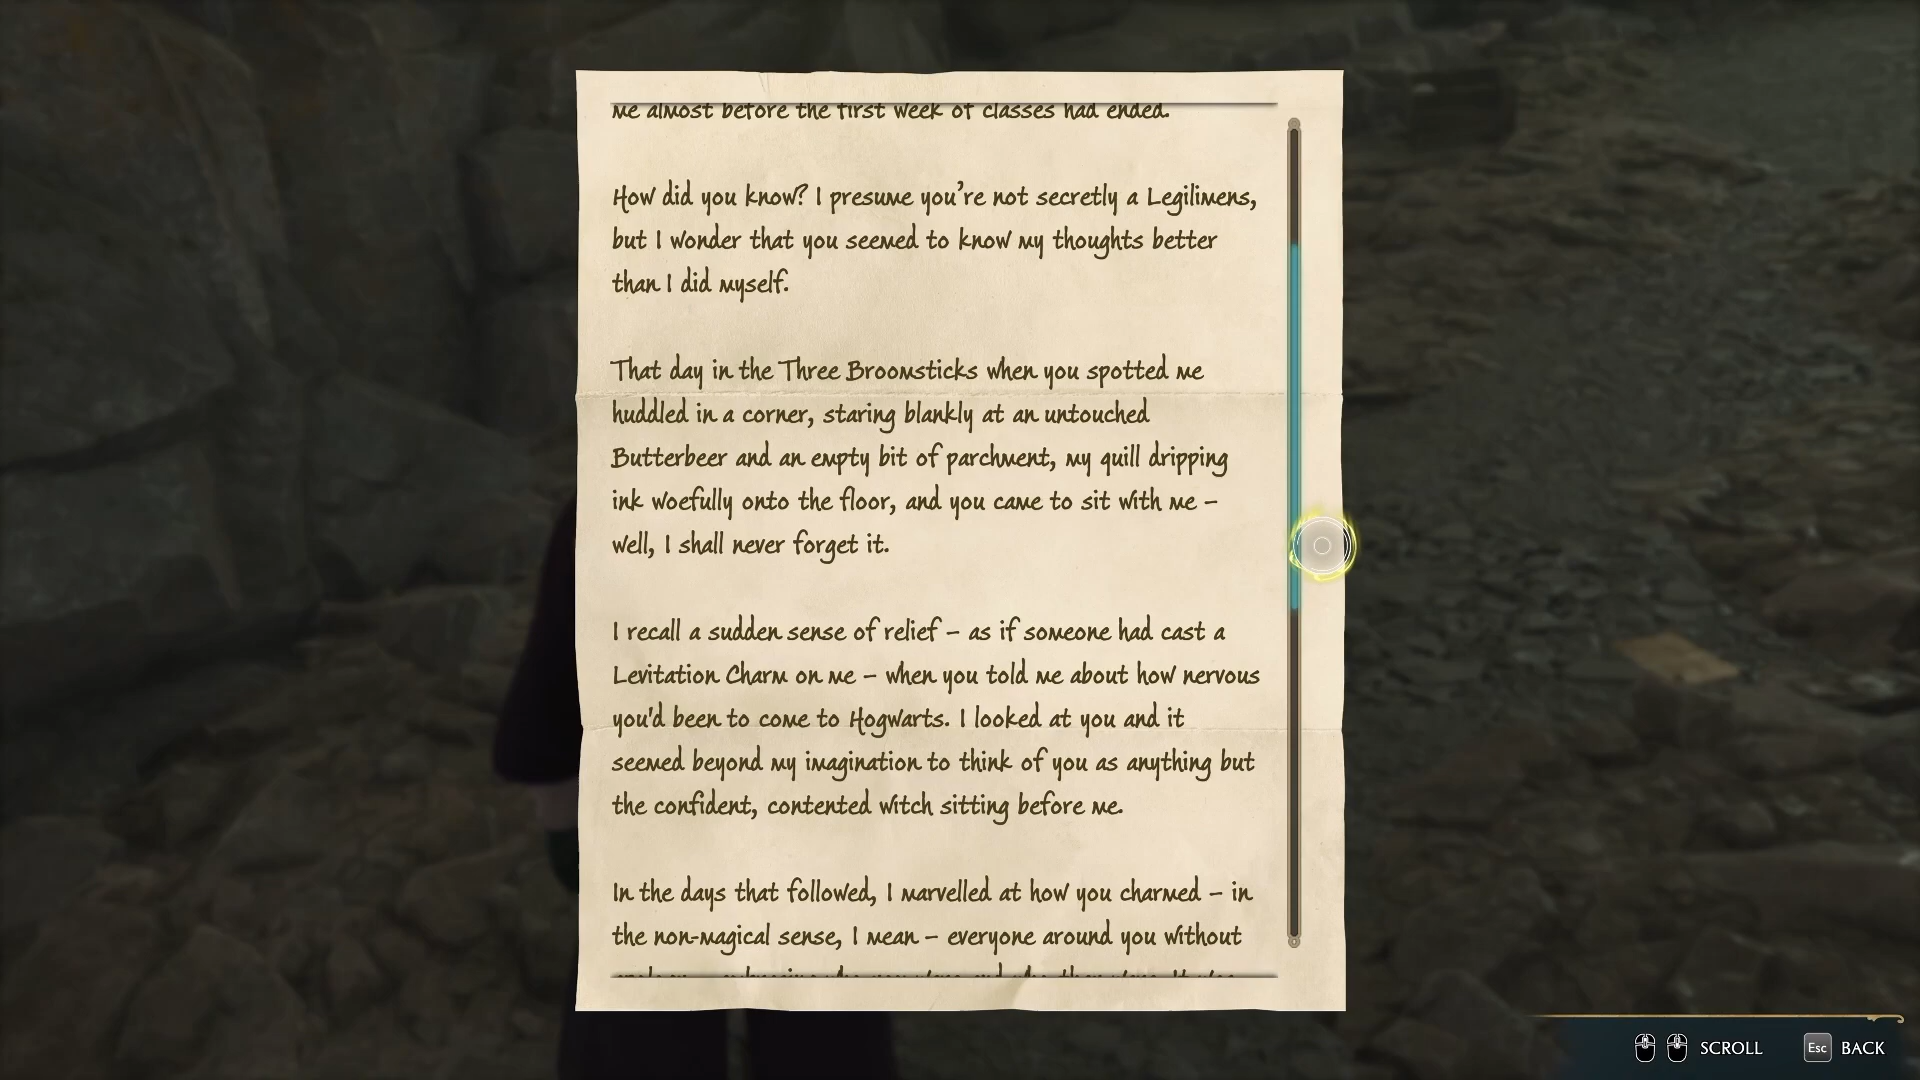 me almost before the first week of classes had ended.
How did you know? I presume you’re not secretly a Legilimens,
but I wonder that you seemed to know my thoughts better
than I did myself.
That day in the Three Broomsticks when you spotted me
huddled in a corner, staring blankly at an untouched
Butterbeer and an empty bit of parchment, my quill dripping
ink woefully onto the floor, and you came to sit with me –
well, I shall never forget it.
I recall a sudden sense of relief – as if someone had cast a
Levitation Charm on me – when you told me about how nervous
you'd been to come to Hogwarts. I looked at you and it
seemed beyond my imagination to think of you as anything but
the confident, contented witch sitting before me.
In the days that followed, I marvelled at how you charmed – in
the non-magical sense, I mean – everyone around you without
SCROLL
Esc BACK